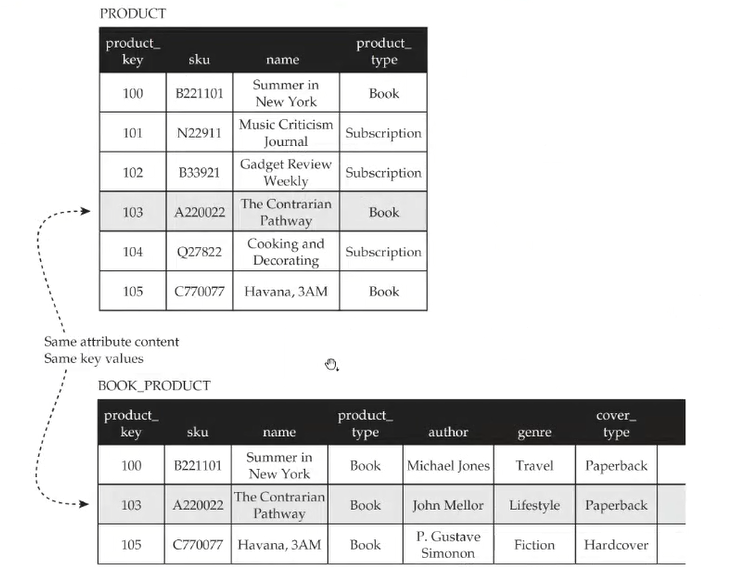 PRODUCT
product_
key sku name product_
type
100 B221101 Summer in
New York Book
101 N22911 Music Criticism
Journal Subscription
102 B33921 Gadget Review
Weekly Subscription
103 A220022 The Contrarian
Pathway Book
104 Q27822 Cooking and
Decorating Subscription
105 C770077 Havana, 3AM Book
Same attribute content
Same key values
BOOK_PRODUCT
product_
key sku name product_
type author genre cover_
type
100 B221101 Summer in
New York Book Michael Jones Travel Paperback
103 A220022 The Contrarian
Pathway Book John Mellor Lifestyle Paperback
105 C770077 Havana, 3AM Book P. Gustave
Simonon Fiction Hardcover